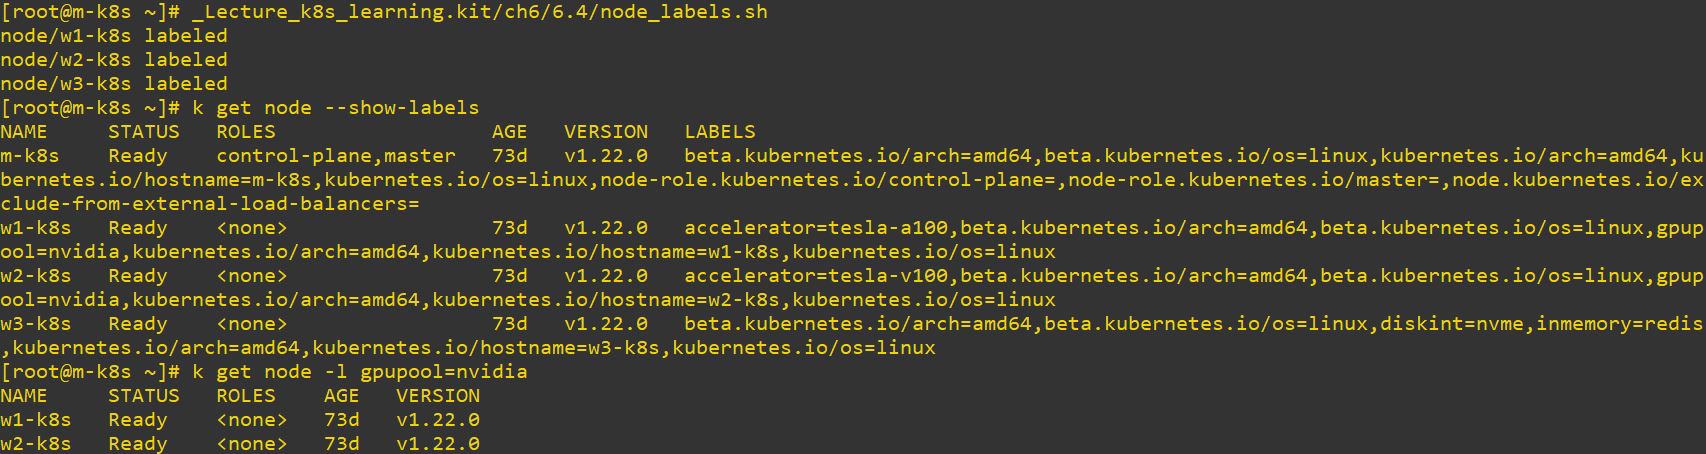 [root@m-k8s ~]# _Lecture_k8s_learning.kit/ch6/6.4/node_labels.sh
node/w1-k8s labeled
node/w2-k8s labeled
node/w3-k8s labeled
[root@m-k8s ~]# k get node --show-labels
NAME    STATUS   ROLES                  AGE   VERSION   LABELS
m-k8s    Ready    control-plane,master   73d   v1.22.0   beta.kubernetes.io/arch=amd64,beta.kubernetes.io/os=linux,kubernetes.io/arch=amd64,ku
bernetes.io/hostname=m-k8s,kubernetes.io/os=linux,node-role.kubernetes.io/control-plane=,node-role.kubernetes.io/master=,node.kubernetes.io/ex
clude-from-external-load-balancers=
w1-k8s   Ready    <none>                 73d   v1.22.0   accelerator=tesla-a100,beta.kubernetes.io/arch=amd64,beta.kubernetes.io/os=linux,gpup
ool=nvidia,kubernetes.io/arch=amd64,kubernetes.io/hostname=w1-k8s,kubernetes.io/os=linux
w2-k8s   Ready    <none>                 73d   v1.22.0   accelerator=tesla-v100,beta.kubernetes.io/arch=amd64,beta.kubernetes.io/os=linux,gpup
ool=nvidia,kubernetes.io/arch=amd64,kubernetes.io/hostname=w2-k8s,kubernetes.io/os=linux
w3-k8s   Ready    <none>                 73d   v1.22.0   beta.kubernetes.io/arch=amd64,beta.kubernetes.io/os=linux,diskint=nvme,inmemory=redis
,kubernetes.io/arch=amd64,kubernetes.io/hostname=w3-k8s,kubernetes.io/os=linux
[root@m-k8s ~]# k get node -l gpupool=nvidia
NAME     STATUS   ROLES    AGE   VERSION
w1-k8s   Ready    <none>   73d   v1.22.0
w2-k8s   Ready    <none>   73d   v1.22.0